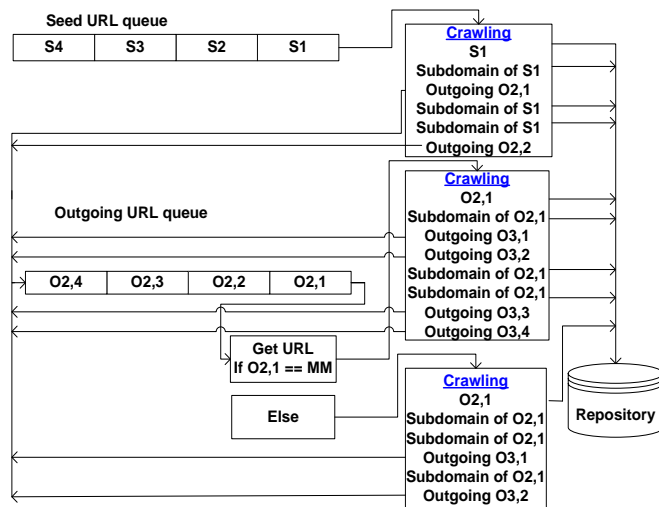 Seed URL queue
S4 S3 S2 S1
Crawling
S1
Subdomain of S1
Outgoing O2,1
Subdomain of S1
Subdomain of S1
Outgoing O2,2
Crawling
O2,1
Subdomain of O2,1
Outgoing O3,1
Outgoing O3,2
Subdomain of O2,1
Subdomain of O2,1
Outgoing O3,3
Outgoing O3,4
Outgoing URL queue
O2,4 O2,3 O2,2 O2,1
Get URL
If O2,1 == MM
Else
Crawling
O2,1
Subdomain of O2,1
Subdomain of O2,1
Outgoing O3,1
Subdomain of O2,1
Outgoing O3,2
Repository